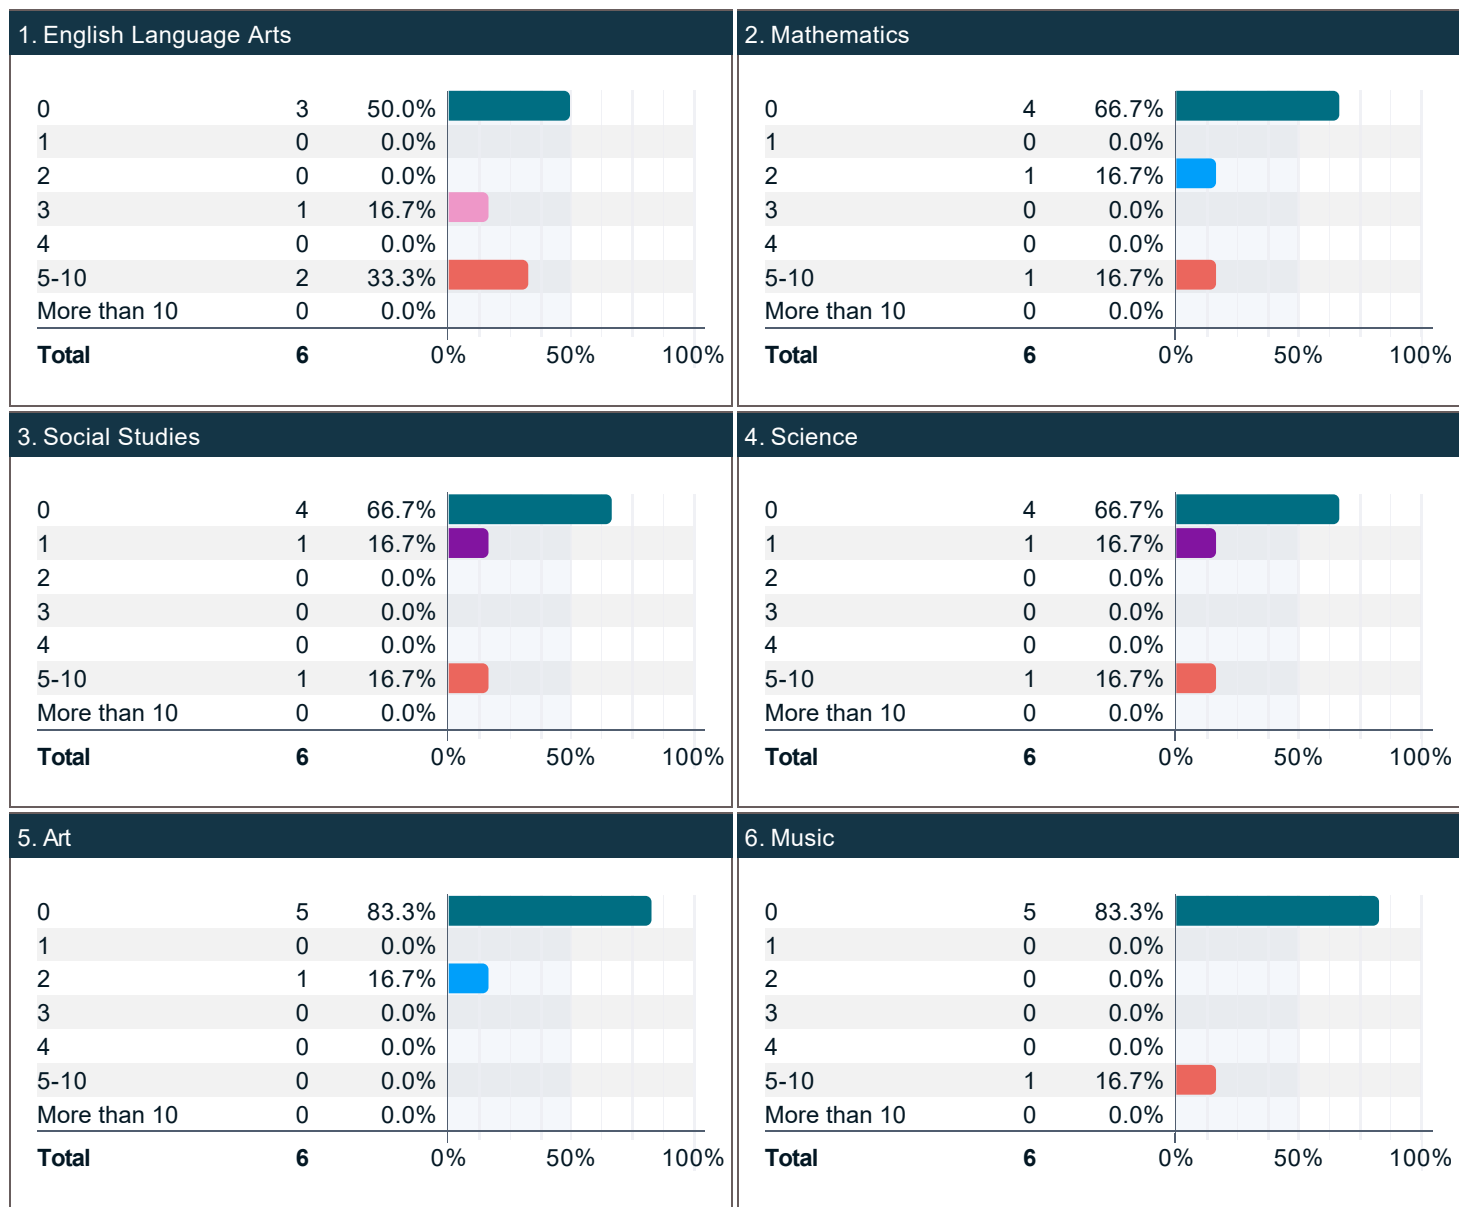 1. English Language Arts
0 3 50.0%
1 0 0.0%
2 0 0.0%
3 1 16.7%
4 0 0.0%
5-10 2 33.3%
More than 10 0 0.0%
Total 6 0% 50% 100%
2. Mathematics
0 4 66.7%
1 0 0.0%
2 1 16.7%
3 0 0.0%
4 0 0.0%
5-10 1 16.7%
More than 10 0 0.0%
Total 6 0% 50% 100%
3. Social Studies
0 4 66.7%
1 1 16.7%
2 0 0.0%
3 0 0.0%
4 0 0.0%
5-10 1 16.7%
More than 10 0 0.0%
Total 6 0% 50% 100%
4. Science
0 4 66.7%
1 1 16.7%
2 0 0.0%
3 0 0.0%
4 0 0.0%
5-10 1 16.7%
More than 10 0 0.0%
Total 6 0% 50% 100%
5. Art
0 5 83.3%
1 0 0.0%
2 1 16.7%
3 0 0.0%
4 0 0.0%
5-10 0 0.0%
More than 10 0 0.0%
Total 6 0% 50% 100%
6. Music
0 5 83.3%
1 0 0.0%
2 0 0.0%
3 0 0.0%
4 0 0.0%
5-10 1 16.7%
More than 10 0 0.0%
Total 6 0% 50% 100%